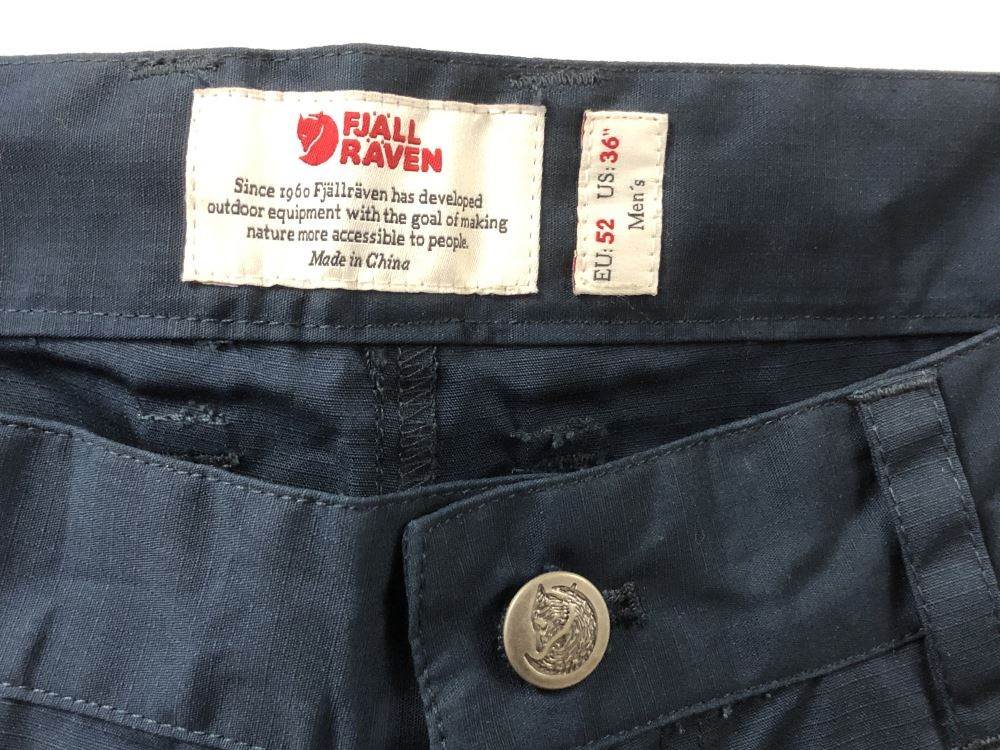 FJÄLL
RÄVEN
Since 1960 Fjällräven has developed
outdoor equipment with the goal of making
nature more accessible to people.
Made in China
EU: 52 US: 36"
Men´s